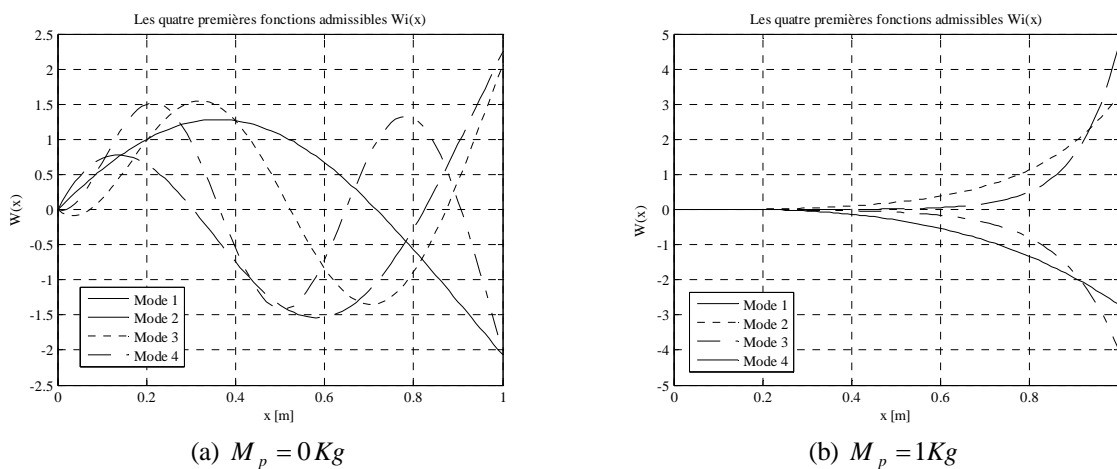 Les quatre premières fonctions admissibles Wi(x)
2.5
2
1.5
1
0.5
0
-0.5
-1
-1.5
-2
-2.5
W(x)
Mode 1
Mode 2
Mode 3
Mode 4
0
0.2
0.4
0.6
0.8
1
x [m]
(a) M_p = 0 Kg
Les quatre premières fonctions admissibles Wi(x)
5
4
3
2
1
0
-1
-2
-3
-4
-5
W(x)
Mode 1
Mode 2
Mode 3
Mode 4
0
0.2
0.4
0.6
0.8
x [m]
(b) M_p = 1Kg